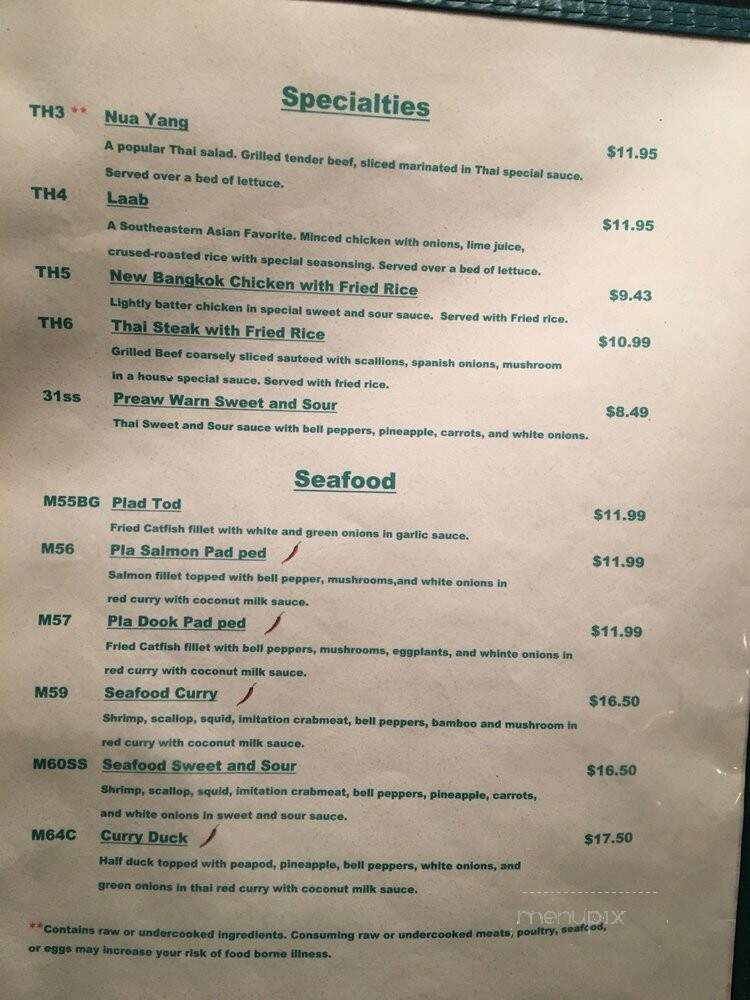 Specialties
TH3 ** Nua Yang
A popular Thai salad. Grilled tender beef, sliced marinated in Thai special sauce. $11.95
Served over a bed of lettuce.
TH4 Laab
A Southeastern Asian Favorite. Minced chicken with onions, lime juice, $11.95
crused-roasted rice with special seasonsing. Served over a bed of lettuce.
TH5 New Bangkok Chicken with Fried Rice $9.43
Lightly batter chicken in special sweet and sour sauce. Served with Fried rice.
TH6 Thai Steak with Fried Rice $10.99
Grilled Beef coarsely sliced sauteed with scallions, spanish onions, mushroom
in a house special sauce. Served with fried rice.
31ss Preaw Warn Sweet and Sour $8.49
Thai Sweet and Sour sauce with bell peppers, pineapple, carrots, and white onions.
Seafood
M55BG Plad Tod $11.99
Fried Catfish fillet with white and green onions in garlic sauce.
M56 Pla Salmon Pad ped $11.99
Salmon fillet topped with bell pepper, mushrooms,and white onions in
red curry with coconut milk sauce.
M57 Pla Dook Pad ped $11.99
Fried Catfish fillet with bell peppers, mushrooms, eggplants, and whinte onions in
red curry with coconut milk sauce.
M59 Seafood Curry $16.50
Shrimp, scallop, squid, imitation crabmeat, bell peppers, bamboo and mushroom in
red curry with coconut milk sauce.
M60SS Seafood Sweet and Sour $16.50
Shrimp, scallop, squid, imitation crabmeat, bell peppers, pineapple, carrots,
and white onions in sweet and sour sauce.
M64C Curry Duck $17.50
Half duck topped with peapod, pineapple, bell peppers, white onions, and
green onions in thai red curry with coconut milk sauce.
menupix
**Contains raw or undercooked ingredients. Consuming raw or undercooked meats, poultry, seafood,
or eggs may increase your risk of food borne illness.